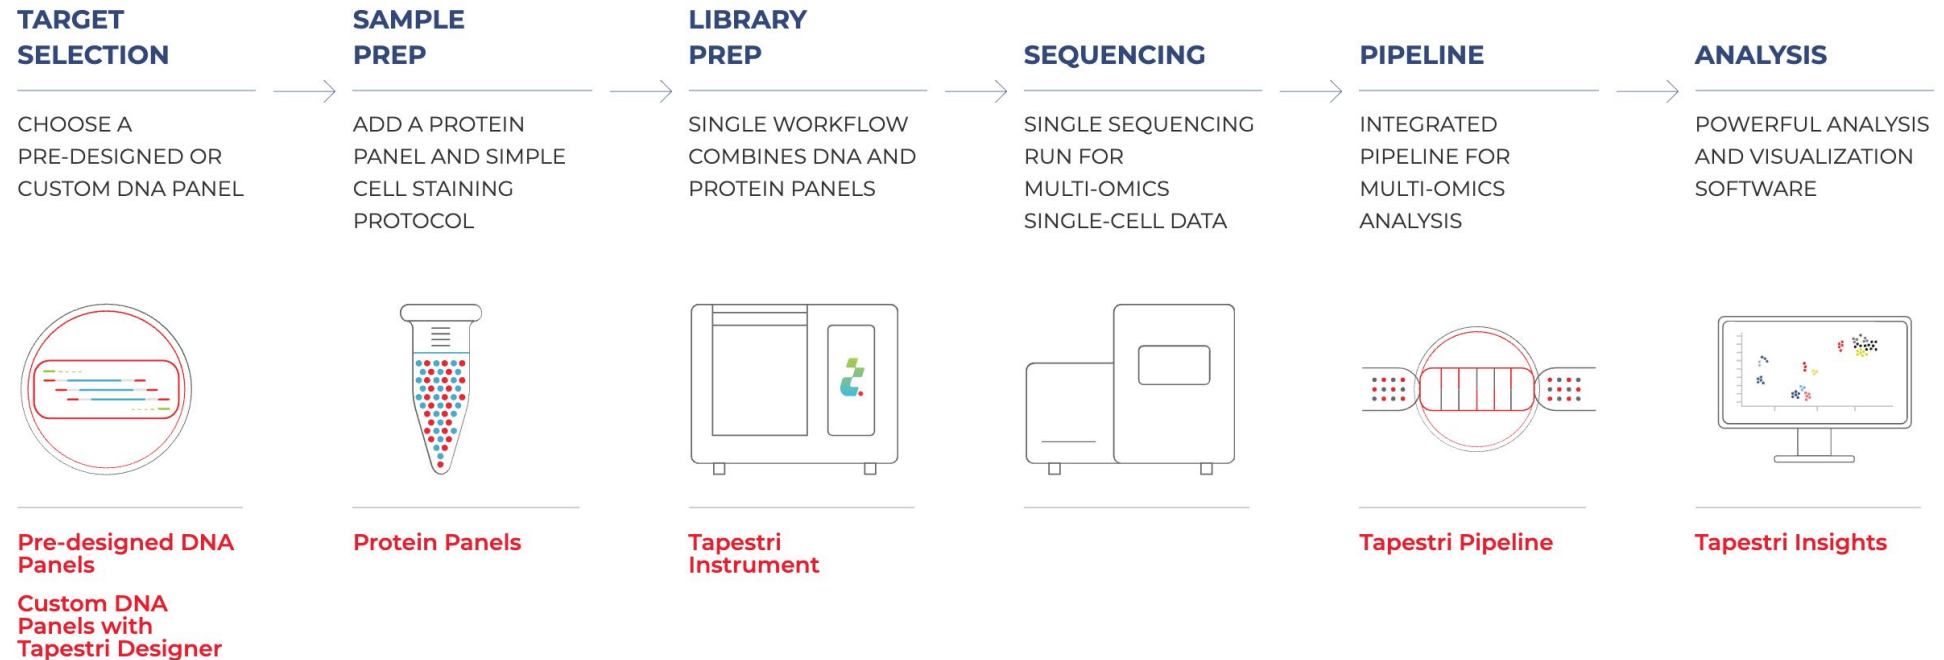 TARGET
SELECTION
CHOOSE A
PRE-DESIGNED OR
CUSTOM DNA PANEL
Pre-designed DNA
Panels
Custom DNA
Panels with
Tapestri Designer
SAMPLE
PREP
ADD A PROTEIN
PANEL AND SIMPLE
CELL STAINING
PROTOCOL
Protein Panels
LIBRARY
PREP
SINGLE WORKFLOW
COMBINES DNA AND
PROTEIN PANELS
Tapestri
Instrument
SEQUENCING
SINGLE SEQUENCING
RUN FOR
MULTI-OMICS
SINGLE-CELL DATA
PIPELINE
INTEGRATED
PIPELINE FOR
MULTI-OMICS
ANALYSIS
Tapestri Pipeline
ANALYSIS
POWERFUL ANALYSIS
AND VISUALIZATION
SOFTWARE
Tapestri Insights